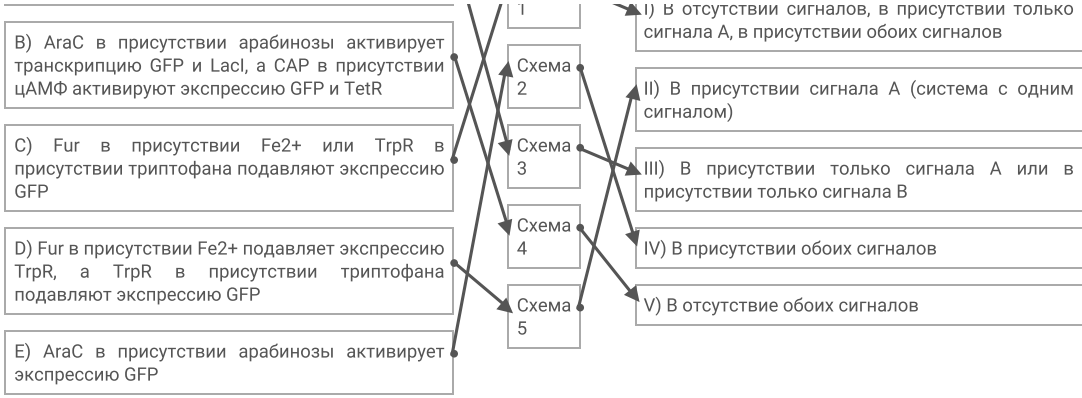 B) AraC в присутствии арабинозы активирует
транскрипцию GFP и LacI, а CAP в присутствии
цАМФ активируют экспрессию GFP и TetR
C) Fur в присутствии Fe2+ или TrpR в
присутствии триптофана подавляют экспрессию
GFP
D) Fur в присутствии Fe2+ подавляет экспрессию
TrpR, а TrpR в присутствии триптофана
подавляют экспрессию GFP
E) AraC в присутствии арабинозы активирует
экспрессию GFP
1
Схема
2
Схема
3
Схема
4
Схема
5
I) В отсутствии сигналов, в присутствии только
сигнала А, в присутствии обоих сигналов
II) В присутствии сигнала А (система с одним
сигналом)
III) В присутствии только сигнала А или в
присутствии только сигнала В
IV) В присутствии обоих сигналов
V) В отсутствие обоих сигналов